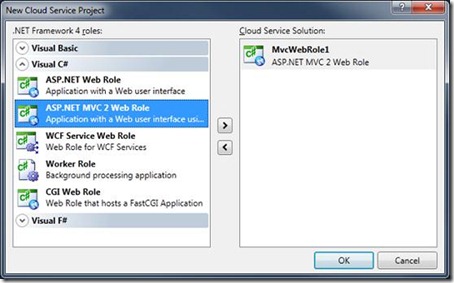 New Cloud Service Project
.NET Framework 4 roles:
Visual Basic
Visual C#
ASP.NET Web Role
Application with a Web user interface
ASP.NET MVC 2 Web Role
Application with a Web user interface usi...
WCF Service Web Role
Web Role for WCF Services
Worker Role
Background processing application
CGI Web Role
Web Role that hosts a FastCGI Application
Visual F#
Cloud Service Solution:
MvcWebRole1
ASP.NET MVC 2 Web Role
OK
Cancel